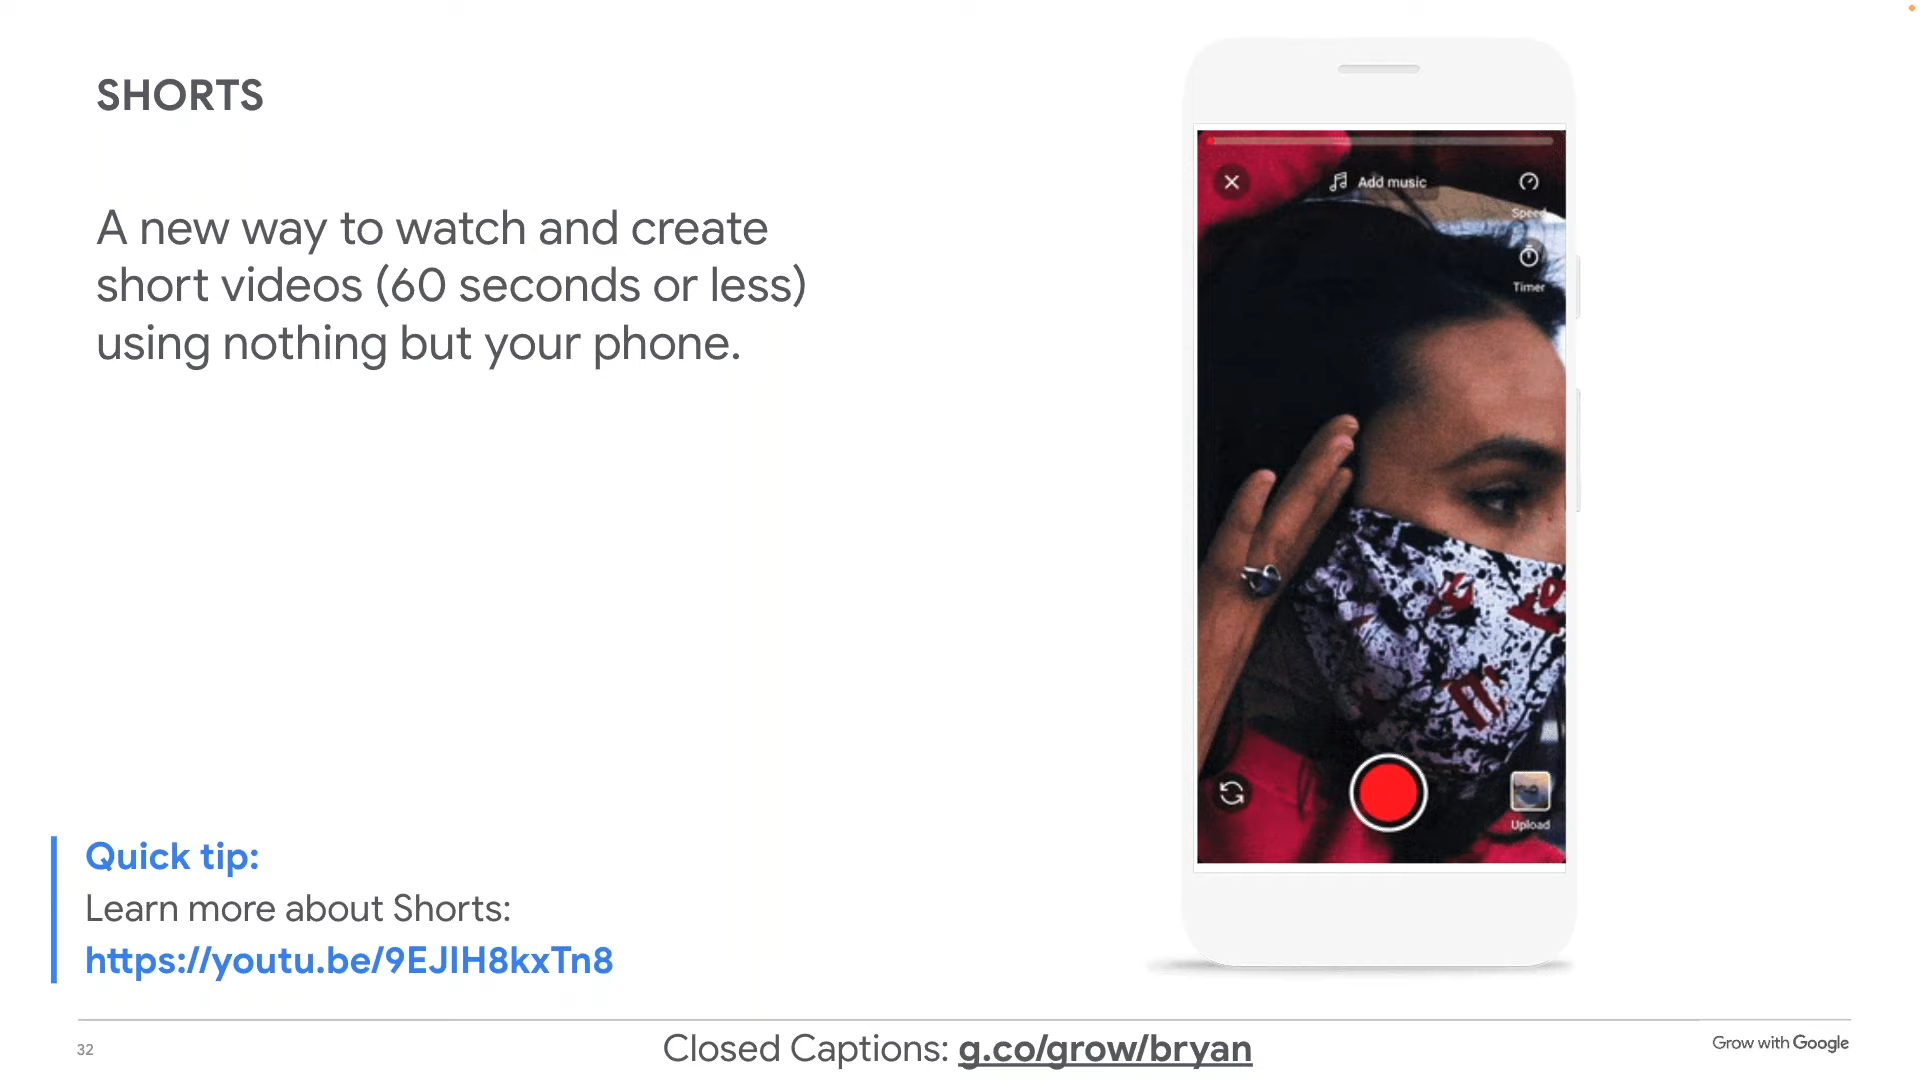 SHORTS
A new way to watch and create
short videos (60 seconds or less)
using nothing but your phone.
Add music
Speed
Timer
Upload
Quick tip:
Learn more about Shorts:
https://youtu.be/9EJIH8kxTn8
32
Closed Captions: g.co/grow/bryan
Grow with Google